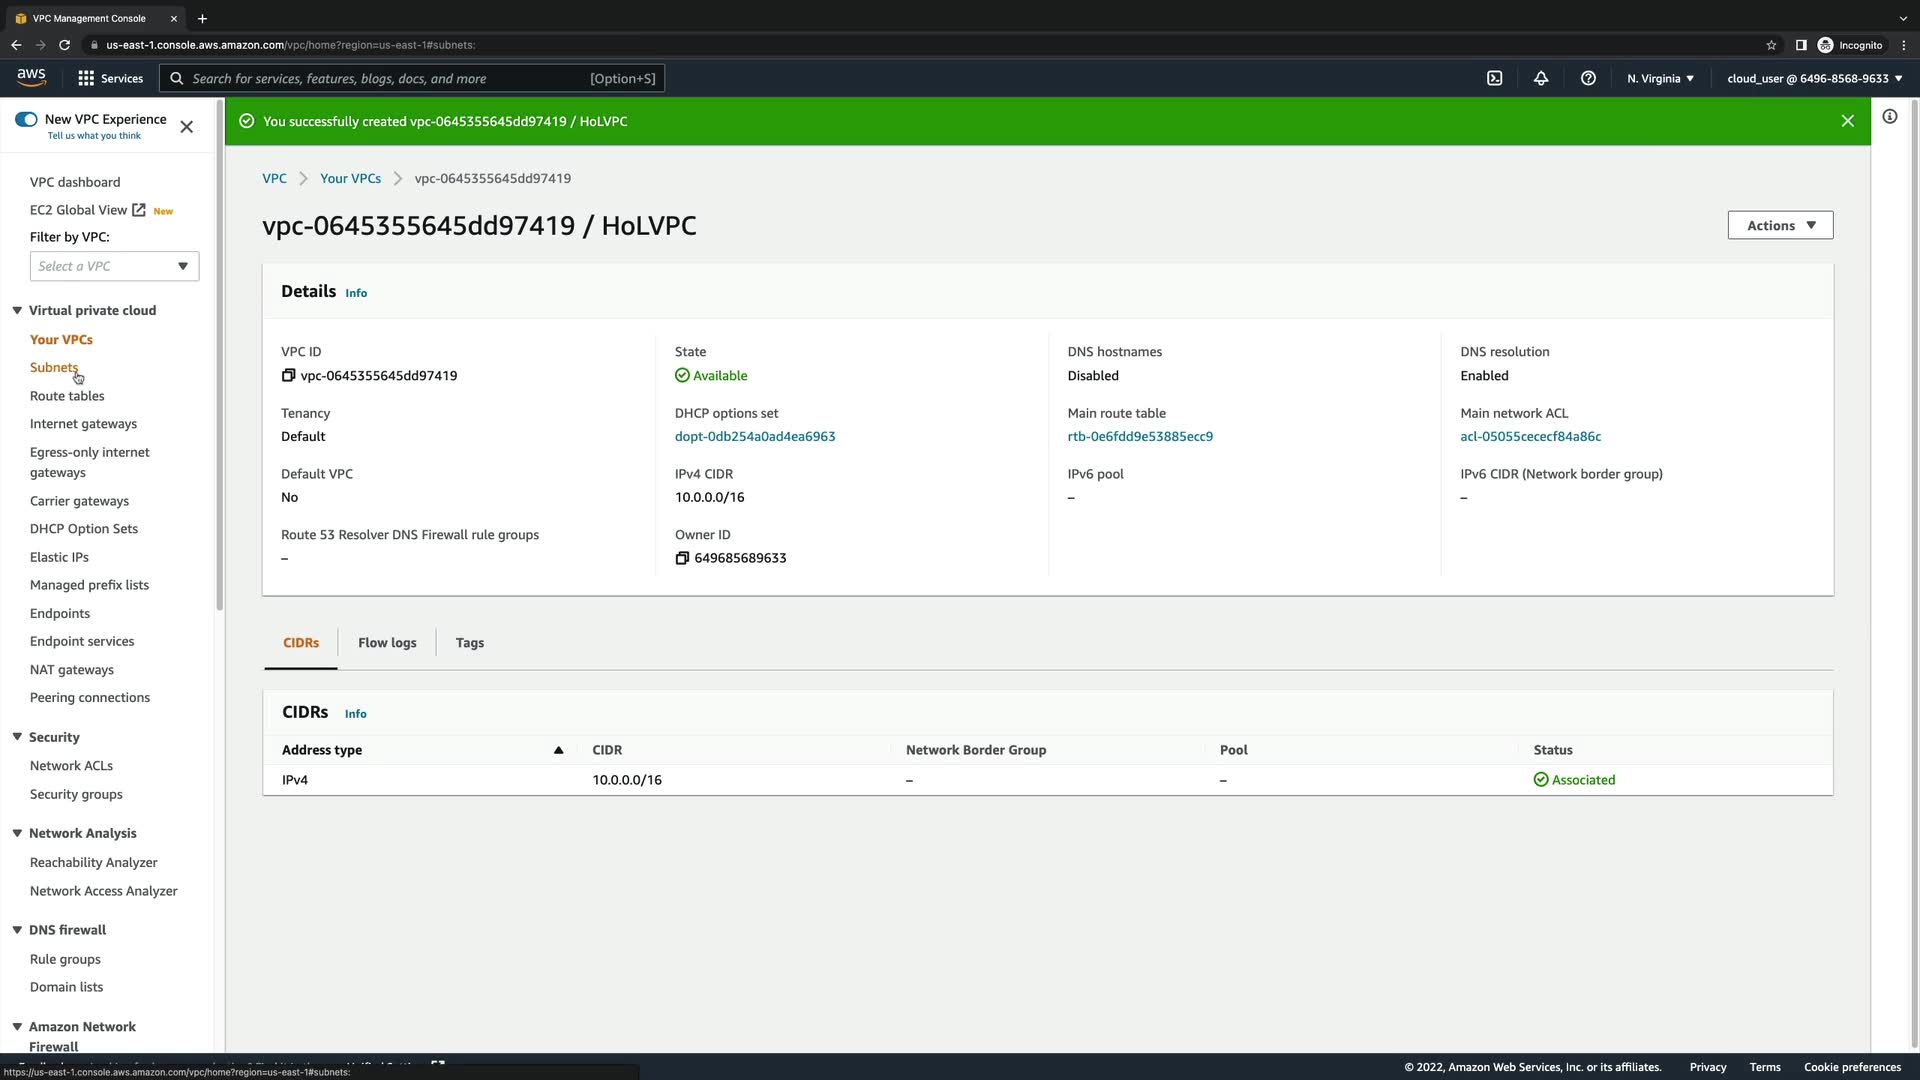 VPC Management Console
us-east-1.console.aws.amazon.com/vpc/home?region=us-east-1#subnets:
Incognito
aws
Services
Search for services, features, blogs, docs, and more
[Option+S]
N. Virginia
cloud_user @ 6496-8568-9633
New VPC Experience
Tell us what you think
You successfully created vpc-0645355645dd97419 / HoLVPC
VPC dashboard
EC2 Global View New
Filter by VPC:
Select a VPC
Virtual private cloud
Your VPCs
Subnets
Route tables
Internet gateways
Egress-only internet
gateways
Carrier gateways
DHCP Option Sets
Elastic IPs
Managed prefix lists
Endpoints
Endpoint services
NAT gateways
Peering connections
Security
Network ACLs
Security groups
Network Analysis
Reachability Analyzer
Network Access Analyzer
DNS firewall
Rule groups
Domain lists
Amazon Network
Firewall
VPC
Your VPCs
vpc-0645355645dd97419
vpc-0645355645dd97419 / HoLVPC
Actions
Details Info
VPC ID
vpc-0645355645dd97419
State
Available
DNS hostnames
Disabled
DNS resolution
Enabled
Tenancy
Default
DHCP options set
dopt-0db254a0ad4ea6963
Main route table
rtb-0e6fdd9e53885ecc9
Main network ACL
acl-05055cececf84a86c
Default VPC
No
IPv4 CIDR
10.0.0.0/16
IPv6 pool
–
IPv6 CIDR (Network border group)
–
Route 53 Resolver DNS Firewall rule groups
–
Owner ID
649685689633
CIDRs
Flow logs
Tags
CIDRs Info
Address type
CIDR
Network Border Group
Pool
Status
IPv4
10.0.0.0/16
–
–
Associated
https://us-east-1.console.aws.amazon.com/vpc/home?region=us-east-1#subnets:
© 2022, Amazon Web Services, Inc. or its affiliates.
Privacy
Terms
Cookie preferences